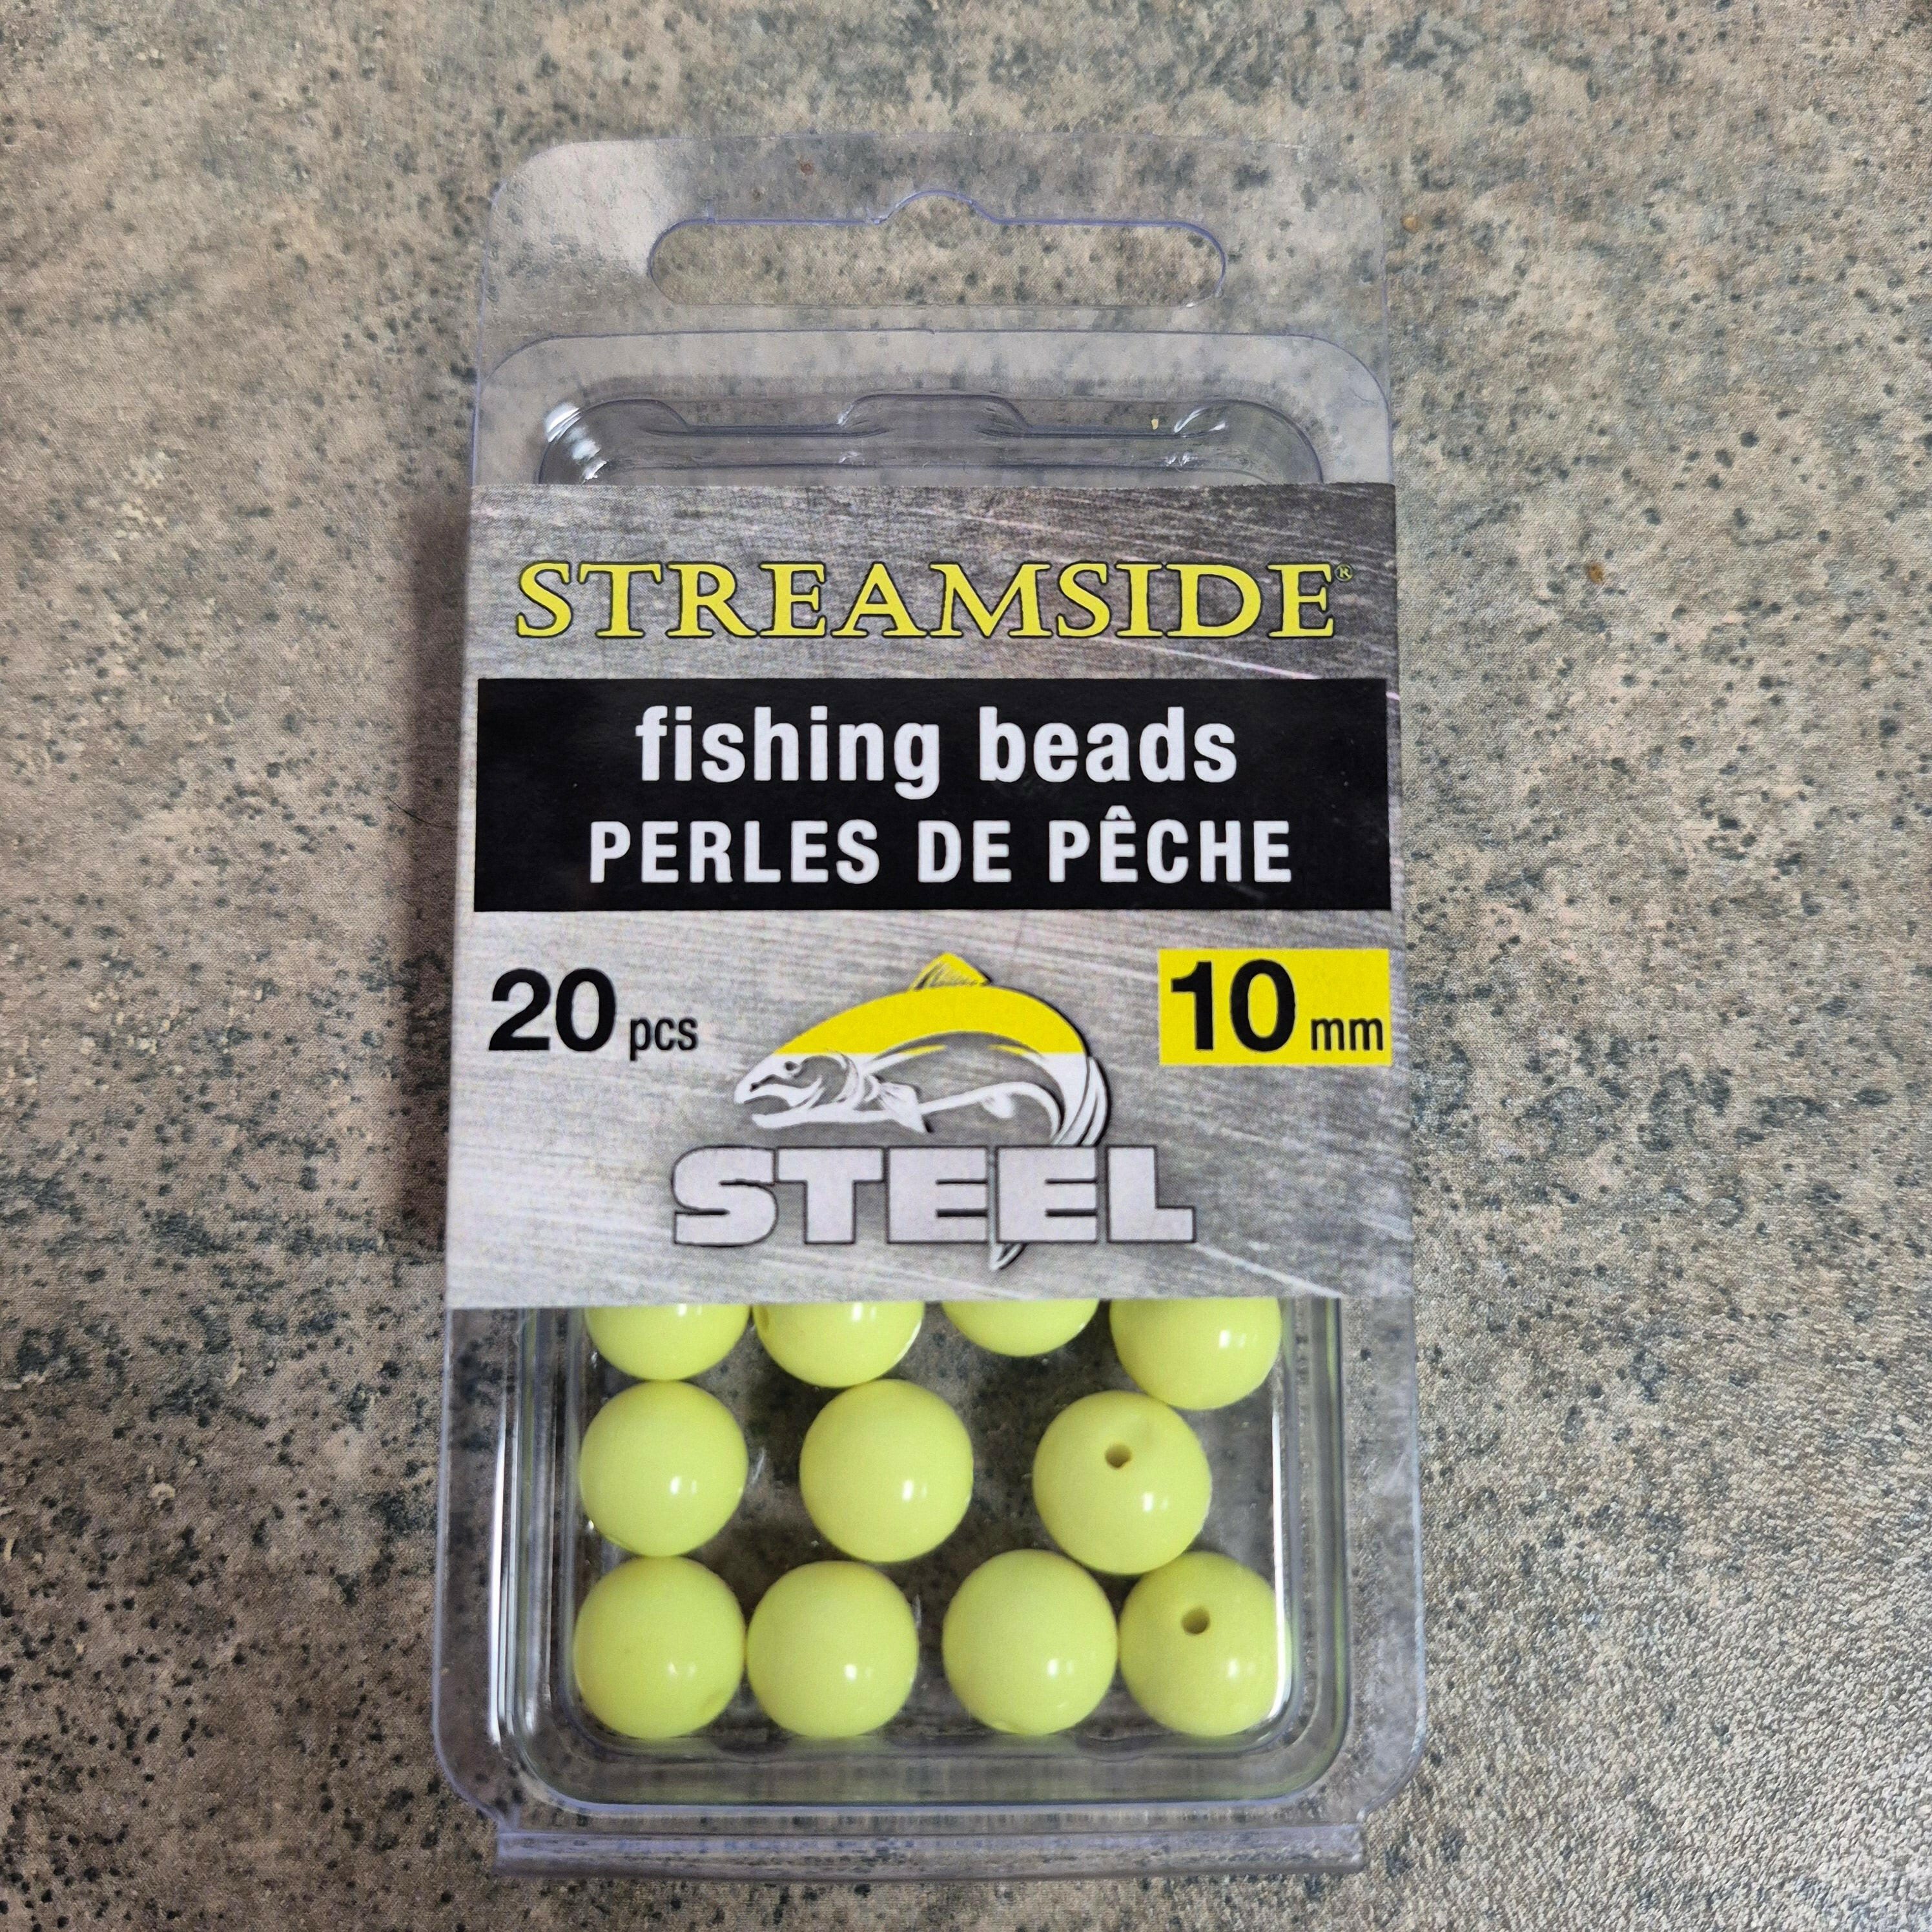 STREAMSIDE®
fishing beads
PERLES DE PÊCHE
20 pcs
10 mm
STEEL